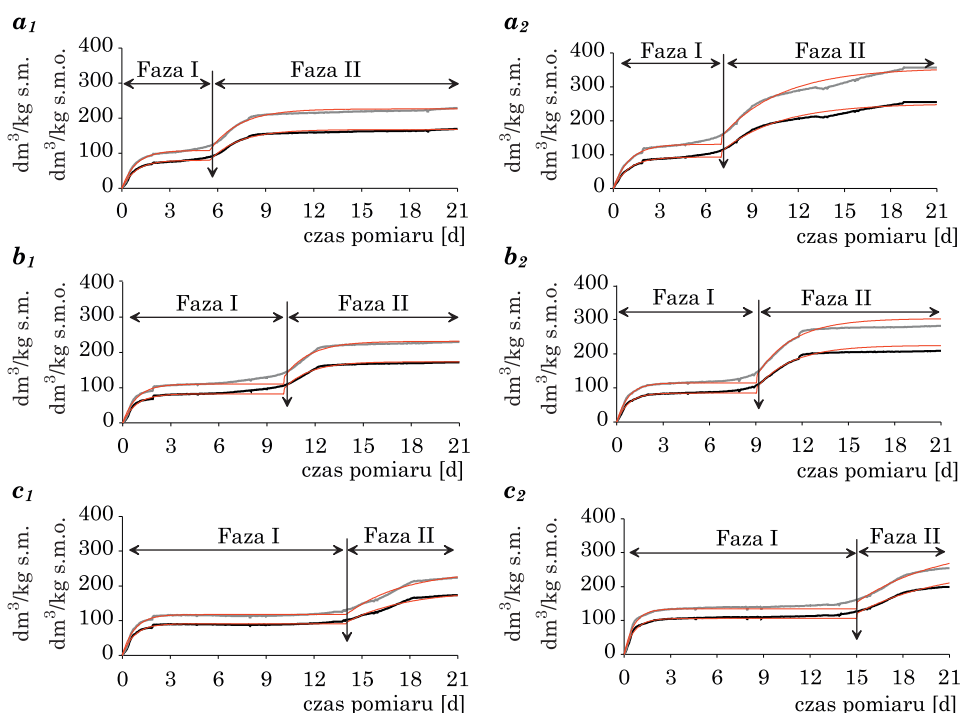 a1
dm³/kg s.m.
dm³/kg s.m.o.
400
300
200
100
0
Faza I
Faza II
0 3 6 9 12 15 18 21
czas pomiaru [d]
a2
dm³/kg s.m.
dm³/kg s.m.o.
400
300
200
100
0
Faza I
Faza II
0 3 6 9 12 15 18 21
czas pomiaru [d]
b1
dm³/kg s.m.
dm³/kg s.m.o.
400
300
200
100
0
Faza I
Faza II
0 3 6 9 12 15 18 21
czas pomiaru [d]
b2
dm³/kg s.m.
dm³/kg s.m.o.
400
300
200
100
0
Faza I
Faza II
0 3 6 9 12 15 18 21
czas pomiaru [d]
c1
dm³/kg s.m.
dm³/kg s.m.o.
400
300
200
100
0
Faza I
Faza II
0 3 6 9 12 15 18 21
czas pomiaru [d]
c2
dm³/kg s.m.
dm³/kg s.m.o.
400
300
200
100
0
Faza I
Faza II
0 3 6 9 12 15 18 21
czas pomiaru [d]